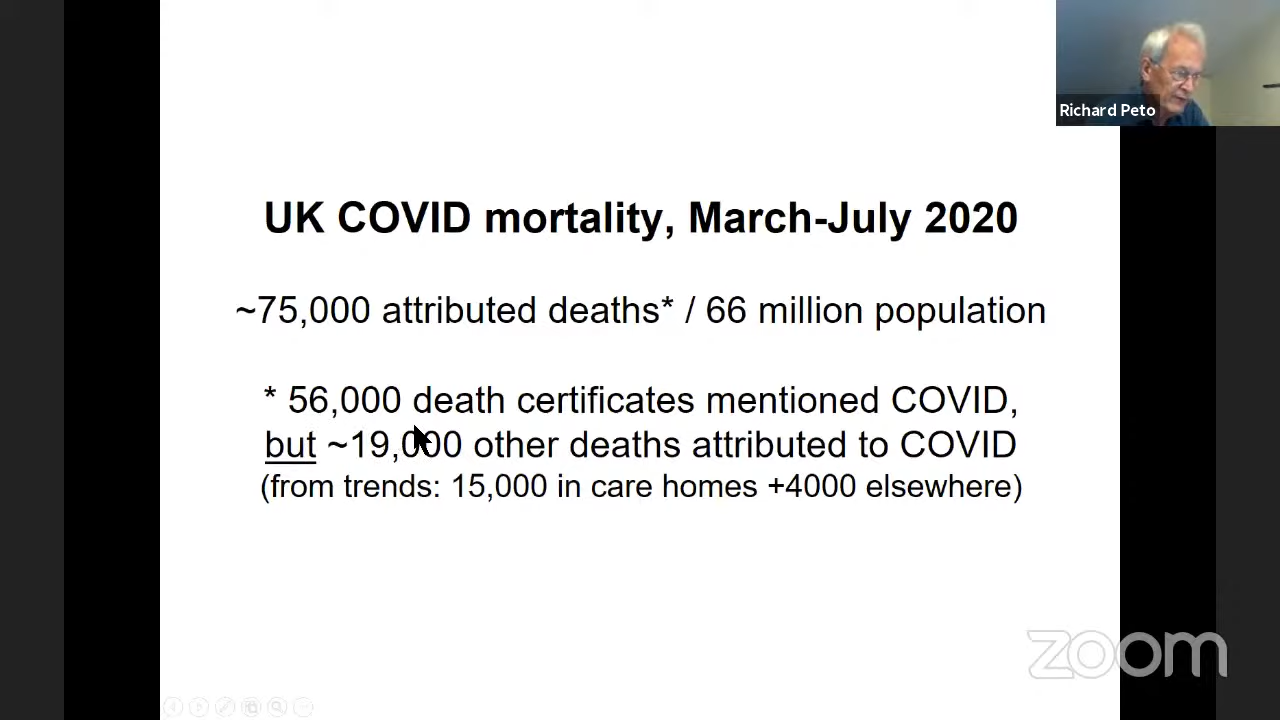 Richard Peto
UK COVID mortality, March-July 2020
~75,000 attributed deaths* / 66 million population
* 56,000 death certificates mentioned COVID,
but ~19,000 other deaths attributed to COVID
(from trends: 15,000 in care homes +4000 elsewhere)
zoom